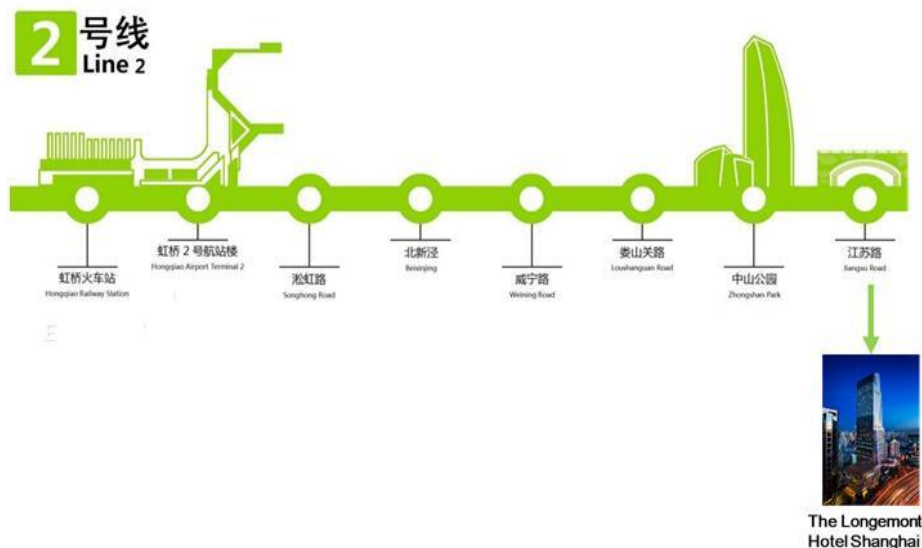 2 号线
Line 2
虹桥火车站
Hongqiao Railway Station
虹桥 2 号航站楼
Hongqiao Airport Terminal 2
淞虹路
Songhong Road
北新泾
Beixinjing
威宁路
Weining Road
娄山关路
Loushanguan Road
中山公园
Zhongshan Park
江苏路
Jiangsu Road
The Longemont
Hotel Shanghai